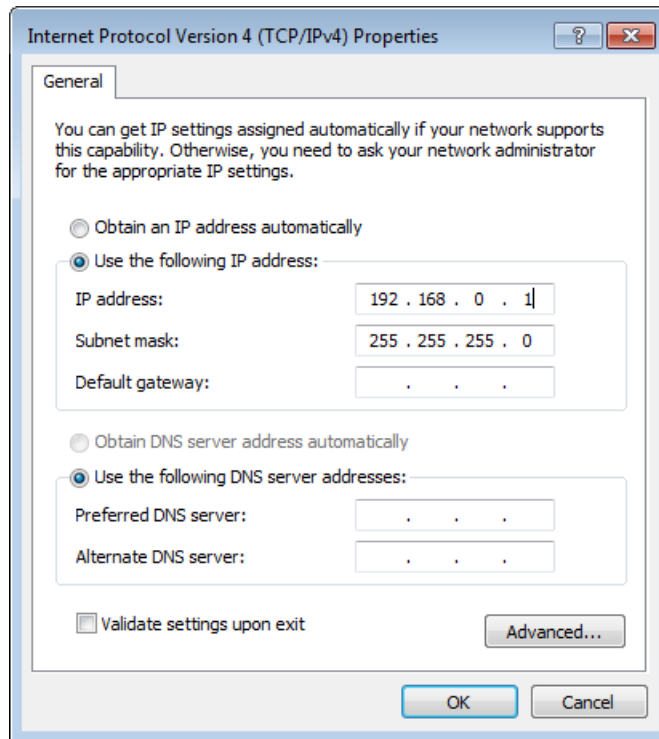 Internet Protocol Version 4 (TCP/IPv4) Properties
General
You can get IP settings assigned automatically if your network supports
this capability. Otherwise, you need to ask your network administrator
for the appropriate IP settings.
Obtain an IP address automatically
Use the following IP address:
IP address: 192 . 168 . 0 . 1
Subnet mask: 255 . 255 . 255 . 0
Default gateway: . . .
Obtain DNS server address automatically
Use the following DNS server addresses:
Preferred DNS server: . . .
Alternate DNS server: . . .
Validate settings upon exit
Advanced...
OK Cancel